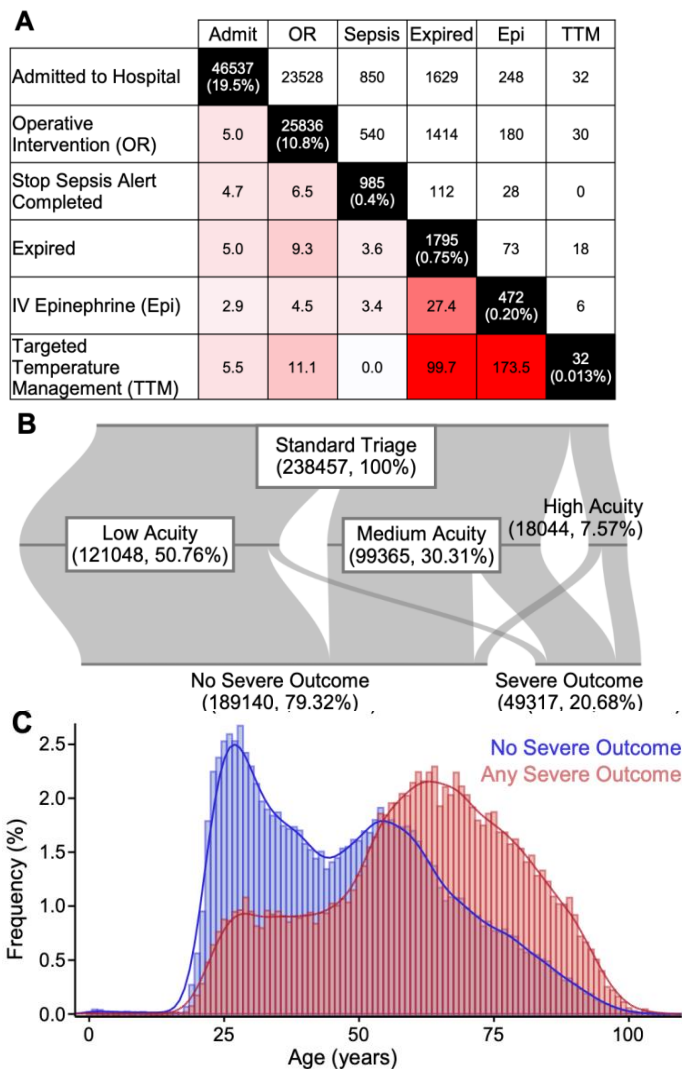 A
Admit OR Sepsis Expired Epi TTM
Admitted to Hospital 46537 (19.5%) 23528 850 1629 248 32
Operative Intervention (OR) 5.0 25836 (10.8%) 540 1414 180 30
Stop Sepsis Alert Completed 4.7 6.5 985 (0.4%) 112 28 0
Expired 5.0 9.3 3.6 1795 (0.75%) 73 18
IV Epinephrine (Epi) 2.9 4.5 3.4 27.4 472 (0.20%) 6
Targeted Temperature Management (TTM) 5.5 11.1 0.0 99.7 173.5 32 (0.013%)
B
Standard Triage
(238457, 100%)
Low Acuity
(121048, 50.76%)
Medium Acuity
(99365, 30.31%)
High Acuity
(18044, 7.57%)
No Severe Outcome
(189140, 79.32%)
Severe Outcome
(49317, 20.68%)
C
No Severe Outcome
Any Severe Outcome
Frequency (%)
2.5
2.0
1.5
1.0
0.5
0.0
0 25 50 75 100
Age (years)